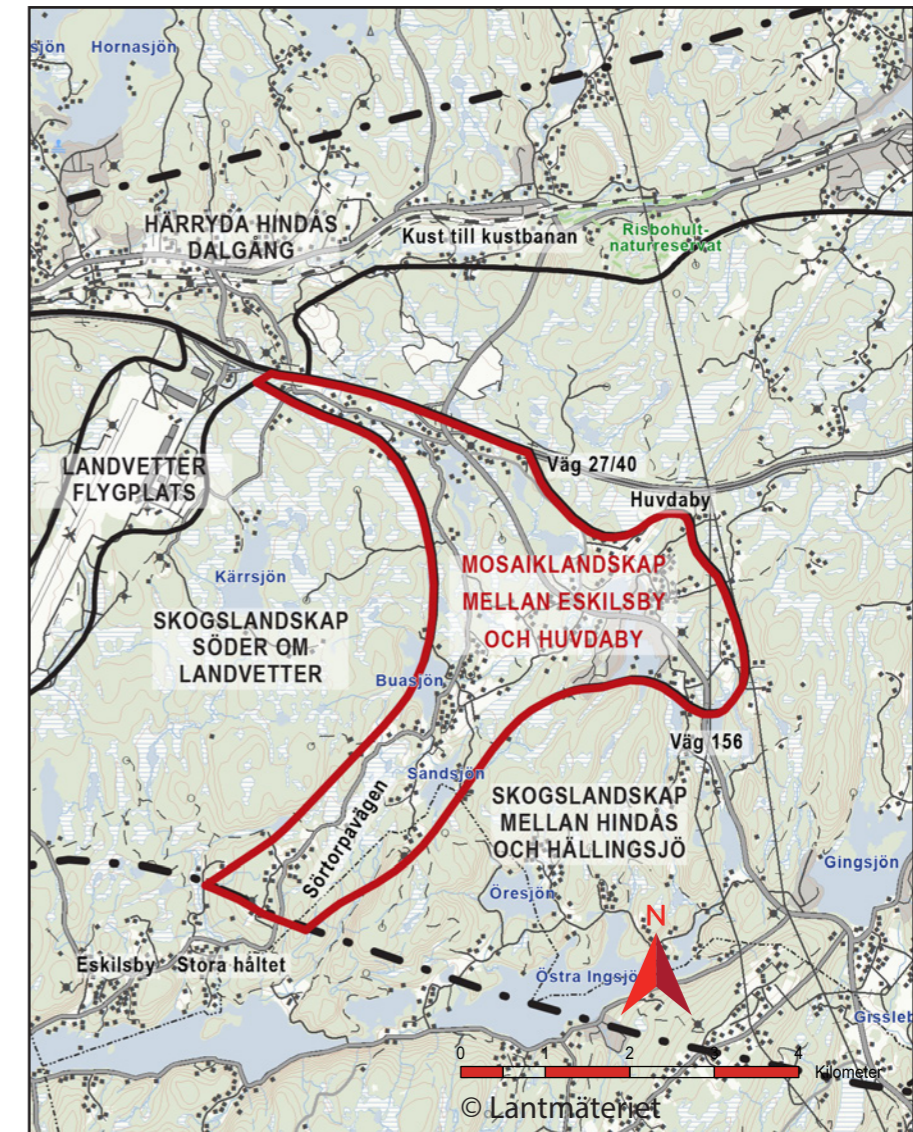 sjön
Hornasjön
HÄRRYDA HINDÅS
DALGÅNG
Kust till kustbanan
Risbohult-
naturreservat
LANDVETTER
FLYGPLATS
Väg 27/40
Huvdaby
Kärrsjön
MOSAIKLANDSKAP
MELLAN ESKILSBY
OCH HUVDABY
SKOGSLANDSKAP
SÖDER OM
LANDVETTER
Buasjön
Väg 156
Sandsjön
SKOGSLANDSKAP
MELLAN HINDÅS
OCH HÄLLINGSJÖ
Sörtorpavägen
Gingsjön
Öresjön
N
Eskilsby
Stora hältet
Östra Ingsjö
Gissleb
0 2 4
Kilometer
© Lantmäteriet